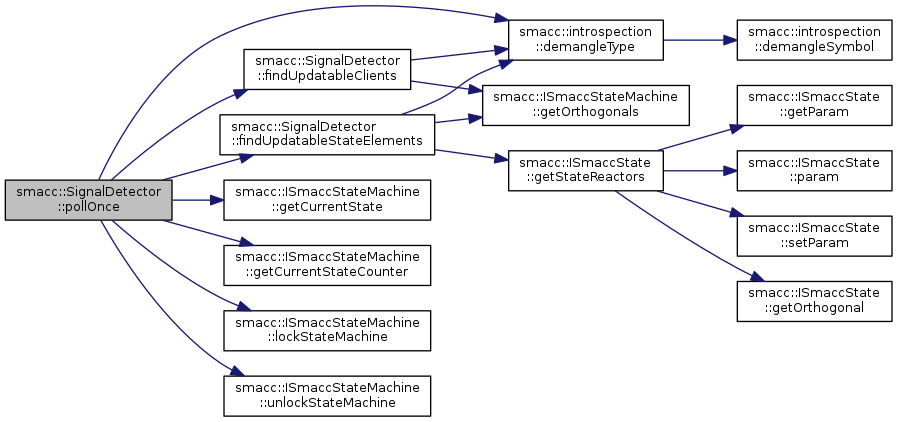 smacc::SignalDetector
::pollOnce
smacc::SignalDetector
::findUpdatableClients
smacc::SignalDetector
::findUpdatableStateElements
smacc::ISmaccStateMachine
::getCurrentState
smacc::ISmaccStateMachine
::getCurrentStateCounter
smacc::ISmaccStateMachine
::lockStateMachine
smacc::ISmaccStateMachine
::unlockStateMachine
smacc::introspection
::demangleType
smacc::ISmaccStateMachine
::getOrthogonals
smacc::ISmaccState
::getStateReactors
smacc::introspection
::demangleSymbol
smacc::ISmaccState
::getParam
smacc::ISmaccState
::param
smacc::ISmaccState
::setParam
smacc::ISmaccState
::getOrthogonal